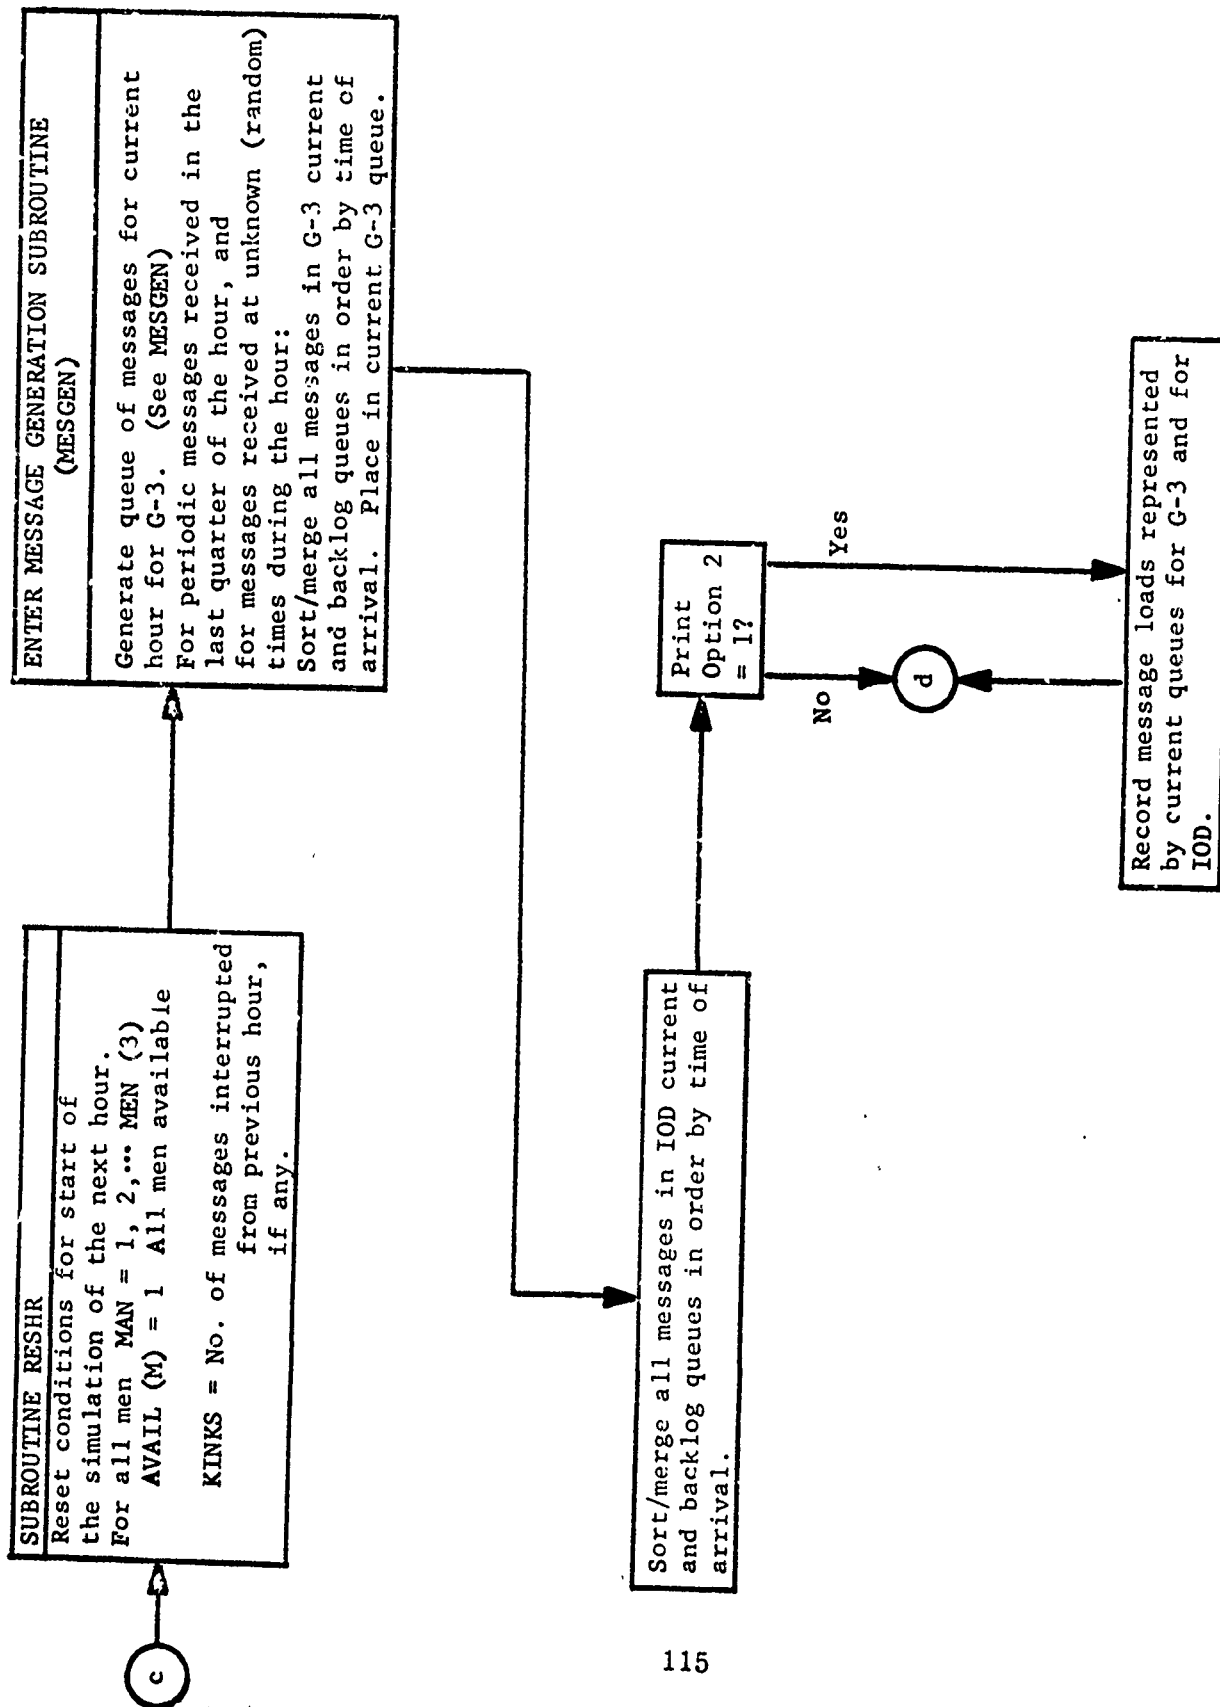 c
SUBROUTINE RESHR
Reset conditions for start of
the simulation of the next hour.
For all men MAN = 1, 2,... MEN (3)
AVAIL (M) = 1 All men available
KINKS = No. of messages interrupted
from previous hour,
if any.
ENTER MESSAGE GENERATION SUBROUTINE
(MESGEN)
Generate queue of messages for current
hour for G-3. (See MESGEN)
For periodic messages received in the
last quarter of the hour, and
for messages received at unknown (random)
times during the hour:
Sort/merge all messages in G-3 current
and backlog queues in order by time of
arrival. Place in current G-3 queue.
Sort/merge all messages in IOD current
and backlog queues in order by time of
arrival.
Print
Option 2
= 1?
No
Yes
d
Record message loads represented
by current queues for G-3 and for
IOD.
115